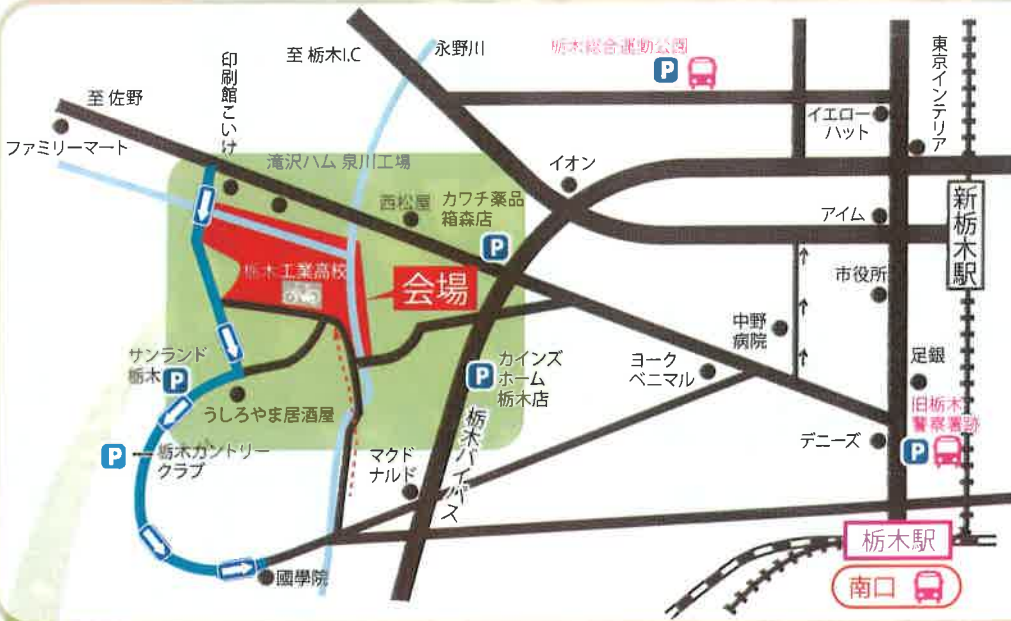 至 栃木I.C
永野川
栃木総合運動公園
P
東京インテリア
印刷館こいけ
至 佐野
ファミリーマート
イエロー
ハット
滝沢ハム 泉川工場
イオン
西松屋
カワチ薬品
箱森店
P
アイム
新栃木駅
栃木工業高校
会場
市役所
中野
病院
サンランド
栃木
P
カインズ
ホーム
栃木店
P
ヨーク
ベニマル
足銀
うしろやま居酒屋
旧栃木
警察署跡
P
栃木バイパス
デニーズ
P
栃木カントリー
クラブ
マクド
ナルド
栃木駅
國學院
南口